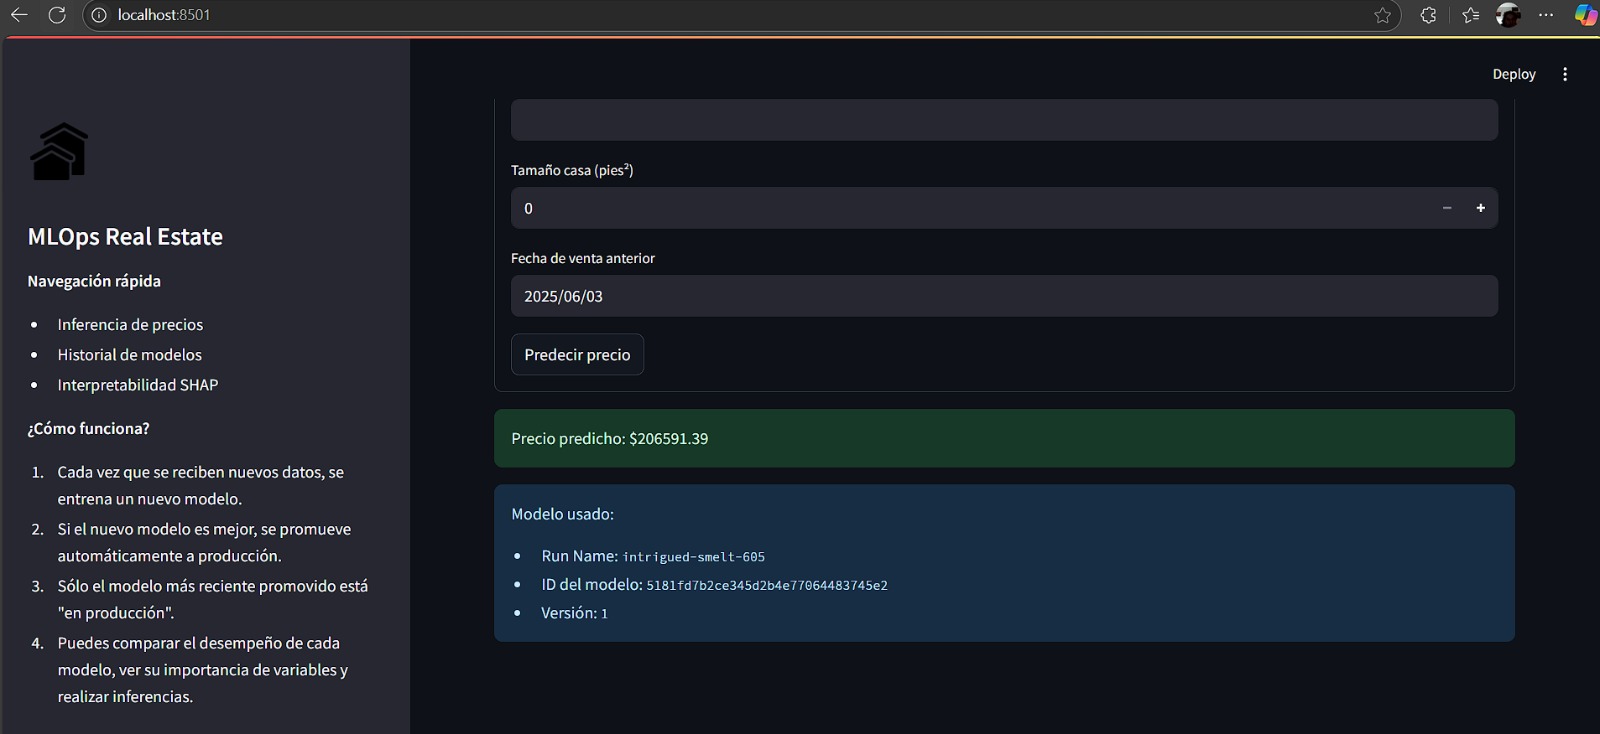 localhost:8501
Deploy
MLOps Real Estate
Navegación rápida
• Inferencia de precios
• Historial de modelos
• Interpretabilidad SHAP
¿Cómo funciona?
1. Cada vez que se reciben nuevos datos, se
entrena un nuevo modelo.
2. Si el nuevo modelo es mejor, se promueve
automáticamente a producción.
3. Sólo el modelo más reciente promovido está
"en producción".
4. Puedes comparar el desempeño de cada
modelo, ver su importancia de variables y
realizar inferencias.
Tamaño casa (pies²)
0
Fecha de venta anterior
2025/06/03
Predecir precio
Precio predicho: $206591.39
Modelo usado:
• Run Name: intrigued-smelt-605
• ID del modelo: 5181fd7b2ce345d2b4e77064483745e2
• Versión: 1